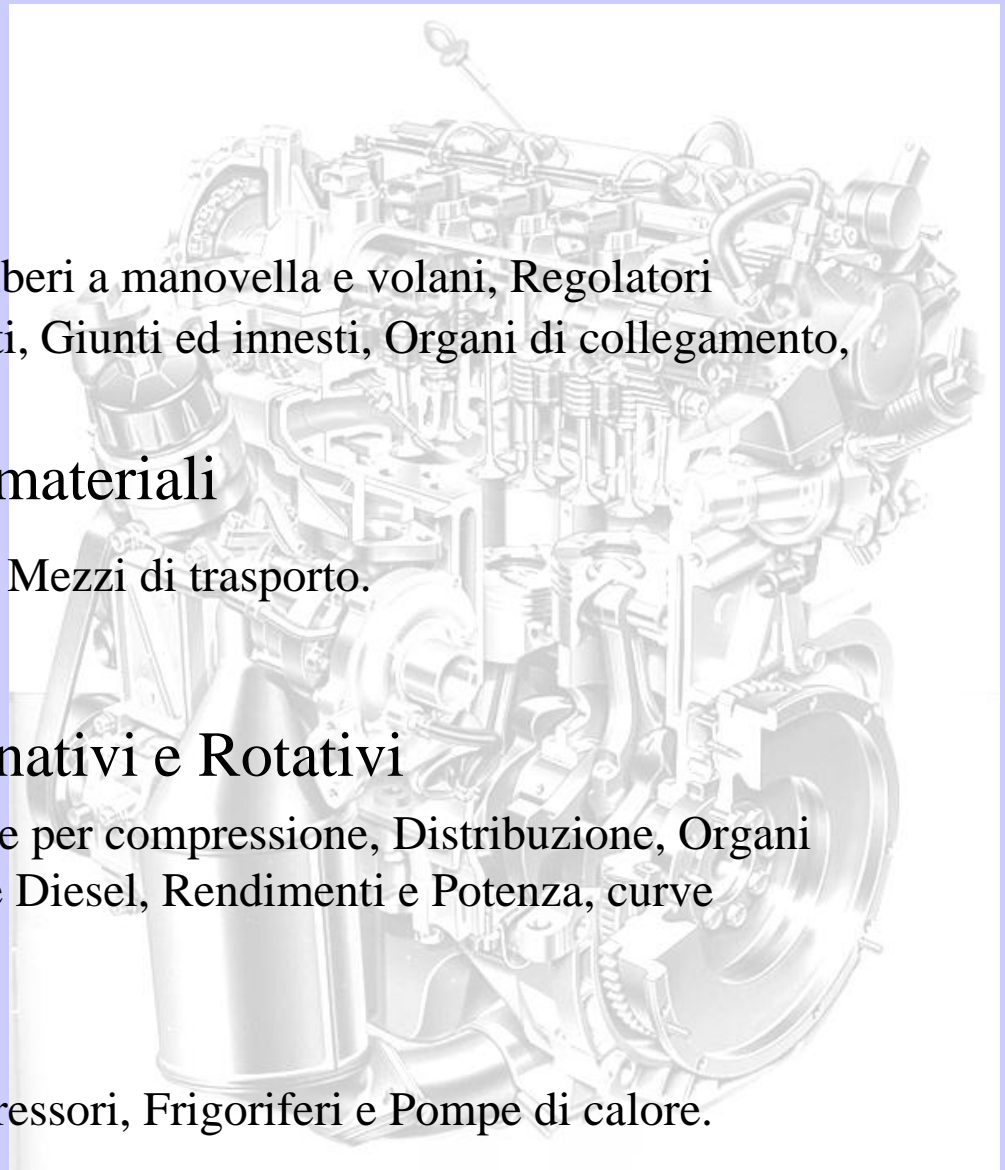 beri a manovella e volani, Regolatori
ti, Giunti ed innesti, Organi di collegamento,
materiali
Mezzi di trasporto.
nativi e Rotativi
e per compressione, Distribuzione, Organi
e Diesel, Rendimenti e Potenza, curve
ressori, Frigoriferi e Pompe di calore.